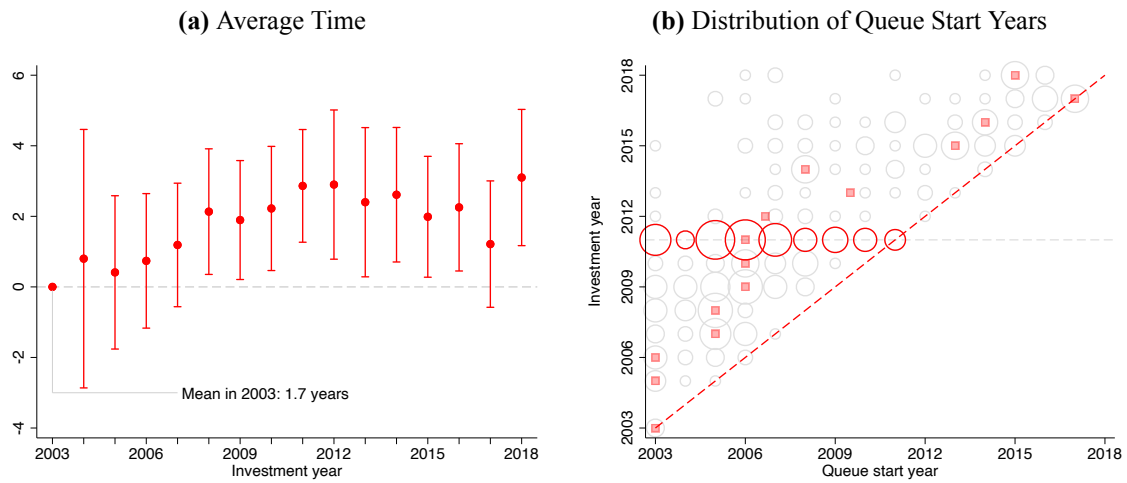 (a) Average Time
6
4
2
0
-2
-4
Mean in 2003: 1.7 years
2003 2006 2009 2012 2015 2018
Investment year
(b) Distribution of Queue Start Years
Investment year
2018
2015
2012
2009
2006
2003
2003 2006 2009 2012 2015 2018
Queue start year